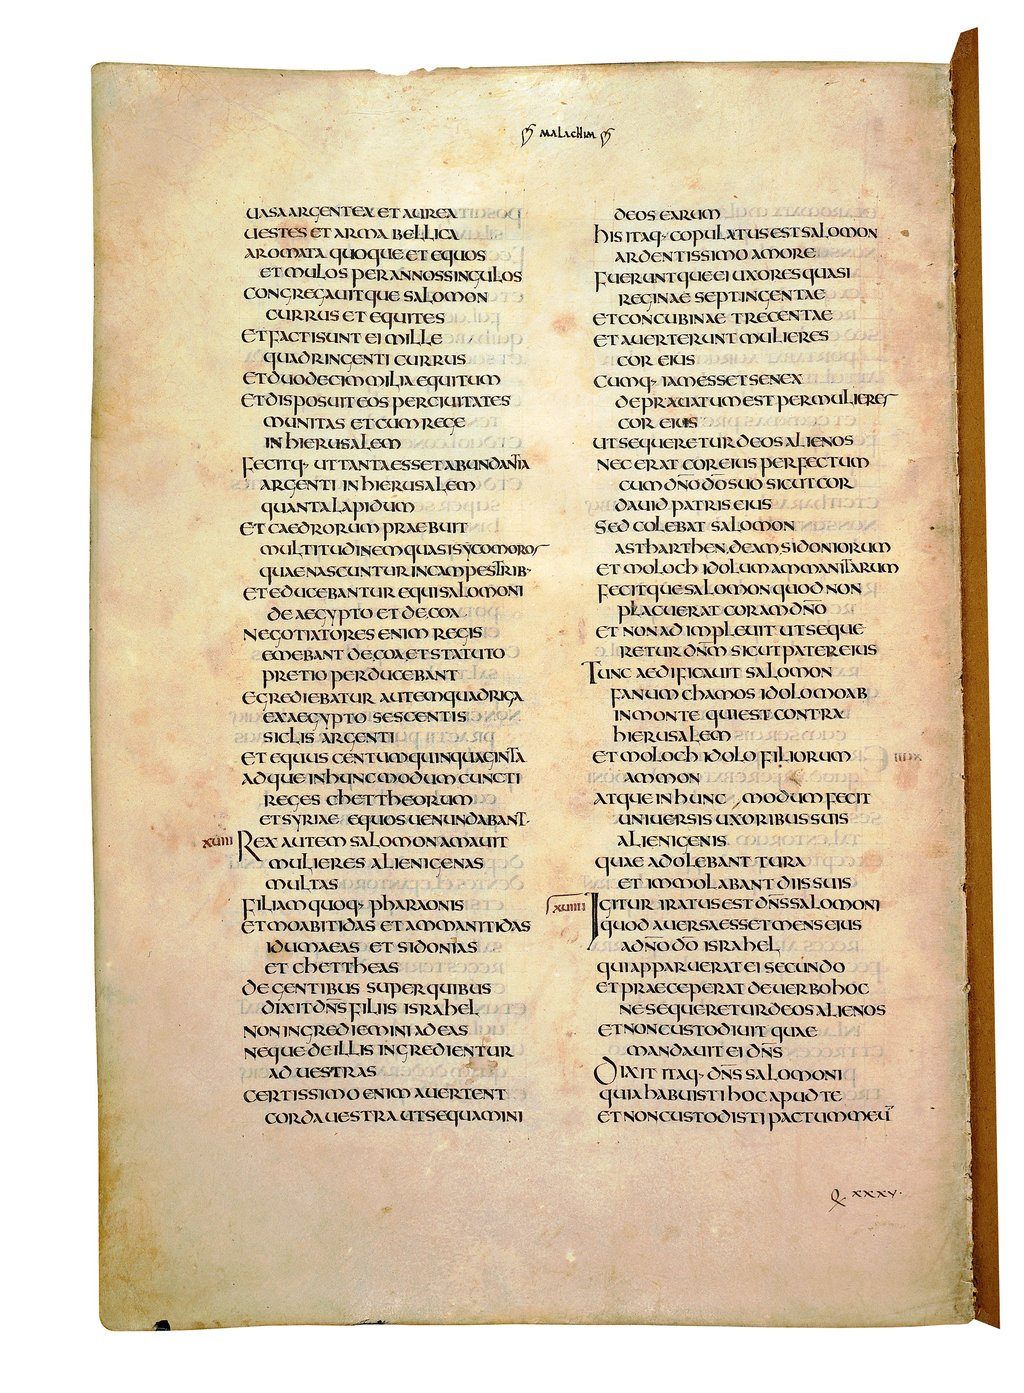 MALACHIM
UASA ARGENTEA ET AUREA
UESTES ET ARMA BELLICA
AROMATA QUOQUE ET EQUOS
ET MULOS PER ANNOS SINGULOS
CONGREGAUITQUE SALOMON
CURRUS ET EQUITES
ET FACTI SUNT EI MILLE
QUADRINGENTI CURRUS
ET DUODECIM MILIA EQUITUM
ET DISPOSUIT EOS PER CIUITATES
MUNITAS ET CUM REGE
IN HIERUSALEM
FECITQ· UT TANTA ESSET ABUNDANTIA
ARGENTI IN HIERUSALEM
QUANTA LAPIDUM
ET CAEDRORUM PRAEBUIT
MULTITUDINEM QUASI SYCOMOROS
QUAE NASCUNTUR IN CAMPESTRIB·
ET EDUCEBANTUR EQUI SALOMONI
DE AEGYPTO ET DE COA
NEGOTIATORES ENIM REGIS
EMEBANT DE COA ET STATUTO
PRETIO PERDUCEBANT
EGREDIEBATUR AUTEM QUADRIGA
EX AEGYPTO SESCENTIS
SICLIS ARGENTI
ET EQUUS CENTUM QUINQUAGINTA
ADQUE IN HUNC MODUM CUNCTI
REGES CHETTHEORUM
ET SYRIAE EQUOS UENUNDABANT·
XUIII REX AUTEM SALOMON AMAUIT
MULIERES ALIENIGENAS
MULTAS
FILIAM QUOQ· PHARAONIS
ET MOABITIDAS ET AMMANITIDAS
IDUMAEAS ET SIDONIAS
ET CHETTHEAS
DE GENTIBUS SUPER QUIBUS
DIXIT DN̅S FILIIS ISRAHEL
NON INGREDIEMINI AD EAS
NEQUE DE ILLIS INGREDIENTUR
AD UESTRAS
CERTISSIMO ENIM AUERTENT
CORDA UESTRA UT SEQUAMINI
DEOS EARUM
HIS ITAQ· COPULATUS EST SALOMON
ARDENTISSIMO AMORE
FUERUNTQUE EI UXORES QUASI
REGINAE SEPTINGENTAE
ET CONCUBINAE TRECENTAE
ET AUERTERUNT MULIERES
COR EIUS
CUMQ· IAM ESSET SENEX
DEPRAUATUM EST PER MULIERES
COR EIUS
UT SEQUERETUR DEOS ALIENOS
NEC ERAT COR EIUS PERFECTUM
CUM DN̅O DO̅ SUO SICUT COR
DAUID PATRIS EIUS
SED COLEBAT SALOMON
ASTHARTHEN DEAM SIDONIORUM
ET MOLOCH IDOLUM AMMANITARUM
FECITQUE SALOMON QUOD NON
PLACUERAT CORAM DN̅O
ET NON ADIMPLEUIT UT SEQUE
RETUR DN̅M SICUT PATER EIUS
TUNC AEDIFICAUIT SALOMON
FANUM CHAMOS IDOLO MOAB
IN MONTE QUI EST CONTRA
HIERUSALEM
ET MOLOCH IDOLO FILIORUM
AMMON
ATQUE IN HUNC MODUM FECIT
UNIUERSIS UXORIBUS SUIS
ALIENIGENIS
QUAE ADOLEBANT TURA
ET IMMOLABANT DIIS SUIS
XUIIII IGITUR IRATUS EST DN̅S SALOMONI
QUOD AUERSA ESSET MENS EIUS
A DN̅O DO̅ ISRAHEL
QUI APPARUERAT EI SECUNDO
ET PRAECEPERAT DE UERBO HOC
NE SEQUERETUR DEOS ALIENOS
ET NON CUSTODIUIT QUAE
MANDAUIT EI DN̅S
DIXIT ITAQ· DN̅S SALOMONI
QUIA HABUISTI HOC APUD TE
ET NON CUSTODISTI PACTUM MEU̅
Q XXXV·